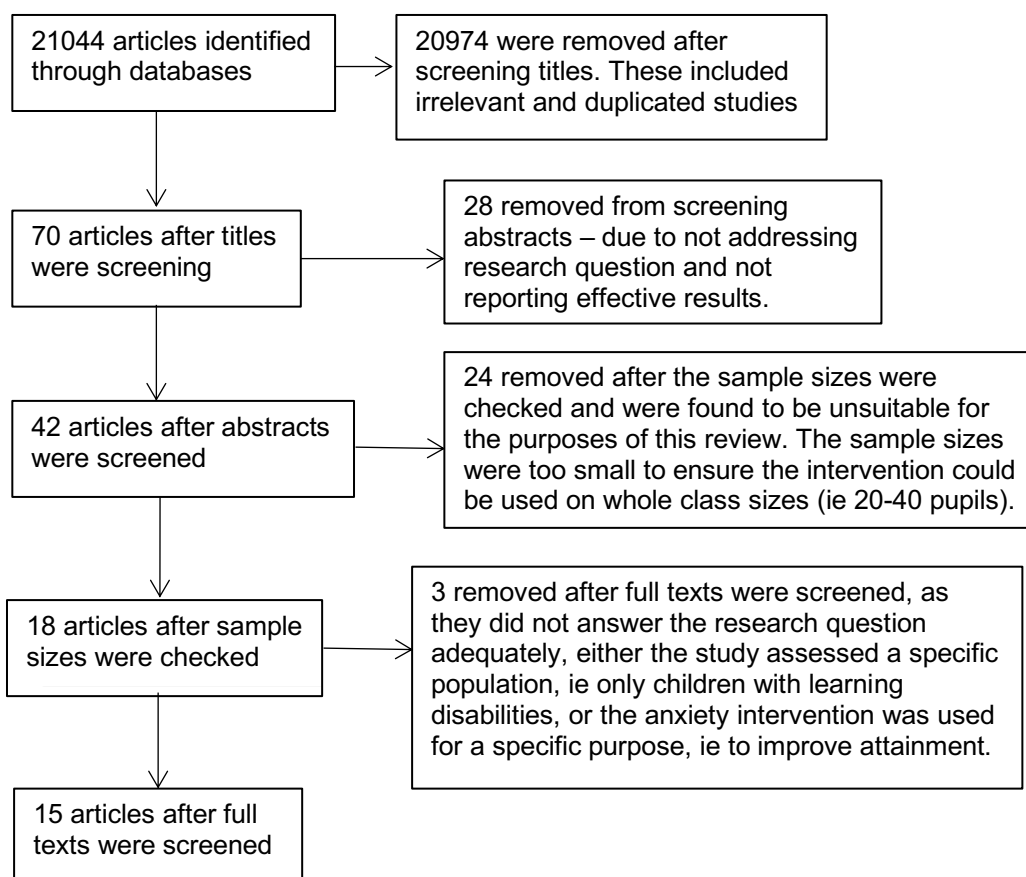 21044 articles identified
through databases
20974 were removed after
screening titles. These included
irrelevant and duplicated studies
70 articles after titles
were screening
28 removed from screening
abstracts – due to not addressing
research question and not
reporting effective results.
42 articles after abstracts
were screened
24 removed after the sample sizes were
checked and were found to be unsuitable for
the purposes of this review. The sample sizes
were too small to ensure the intervention could
be used on whole class sizes (ie 20-40 pupils).
18 articles after sample
sizes were checked
3 removed after full texts were screened, as
they did not answer the research question
adequately, either the study assessed a specific
population, ie only children with learning
disabilities, or the anxiety intervention was used
for a specific purpose, ie to improve attainment.
15 articles after full
texts were screened